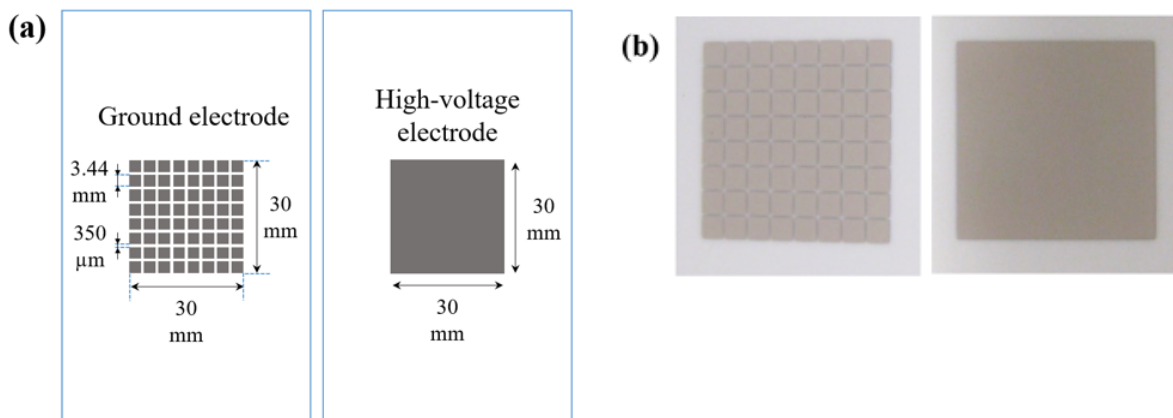 (a)
Ground electrode
3.44
mm
350
µm
30
mm
30
mm
High-voltage
electrode
30
mm
30
mm
(b)